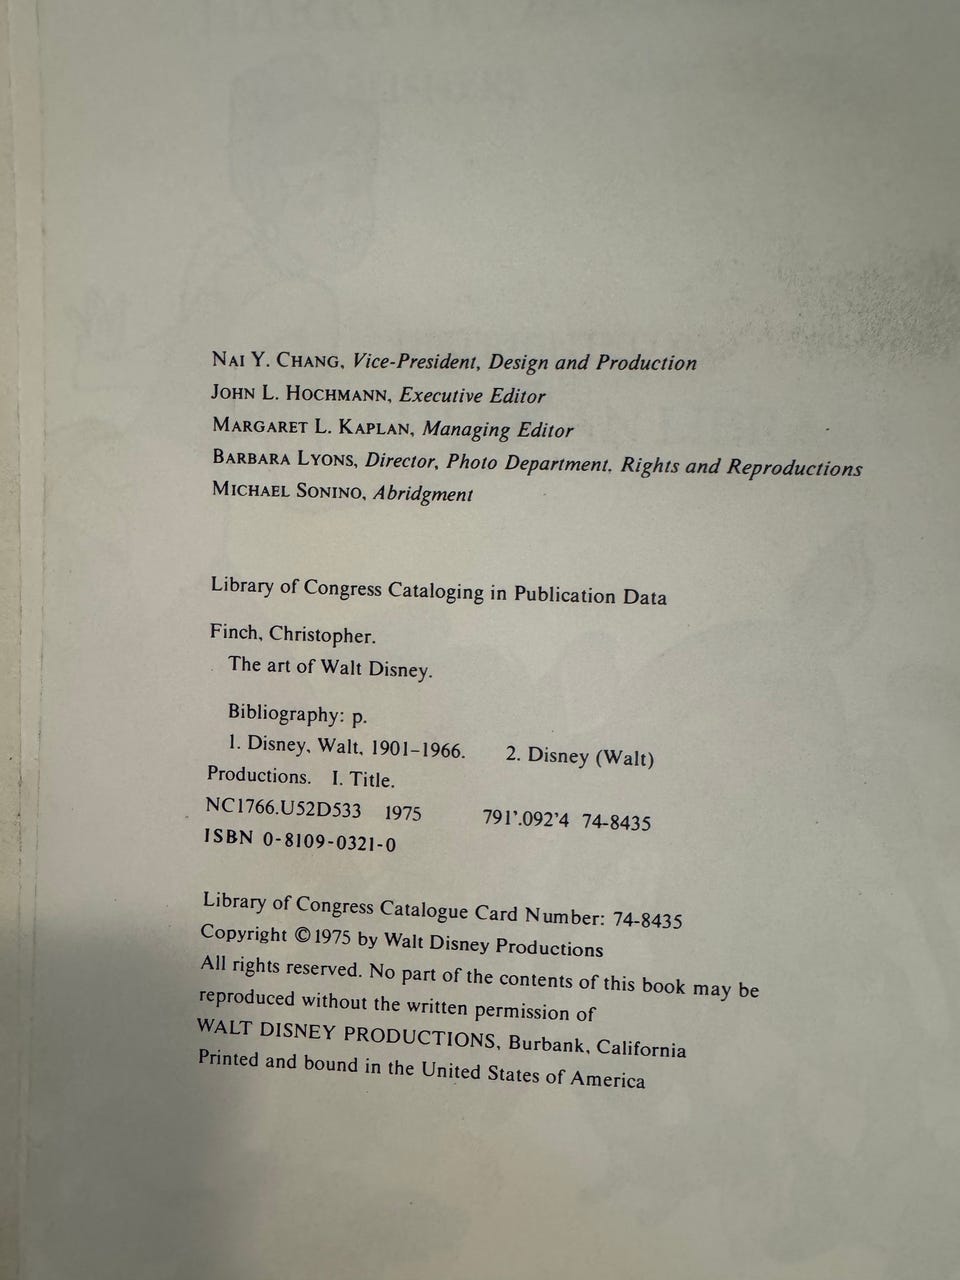 NAI Y. CHANG, Vice-President, Design and Production
JOHN L. HOCHMANN, Executive Editor
MARGARET L. KAPLAN, Managing Editor
BARBARA LYONS, Director, Photo Department, Rights and Reproductions
MICHAEL SONINO, Abridgment
Library of Congress Cataloging in Publication Data
Finch, Christopher.
The art of Walt Disney.
Bibliography: p.
1. Disney, Walt, 1901–1966. 2. Disney (Walt)
Productions. I. Title.
NC1766.U52D533 1975 791'.092'4 74-8435
ISBN 0-8109-0321-0
Library of Congress Catalogue Card Number: 74-8435
Copyright © 1975 by Walt Disney Productions
All rights reserved. No part of the contents of this book may be
reproduced without the written permission of
WALT DISNEY PRODUCTIONS, Burbank, California
Printed and bound in the United States of America